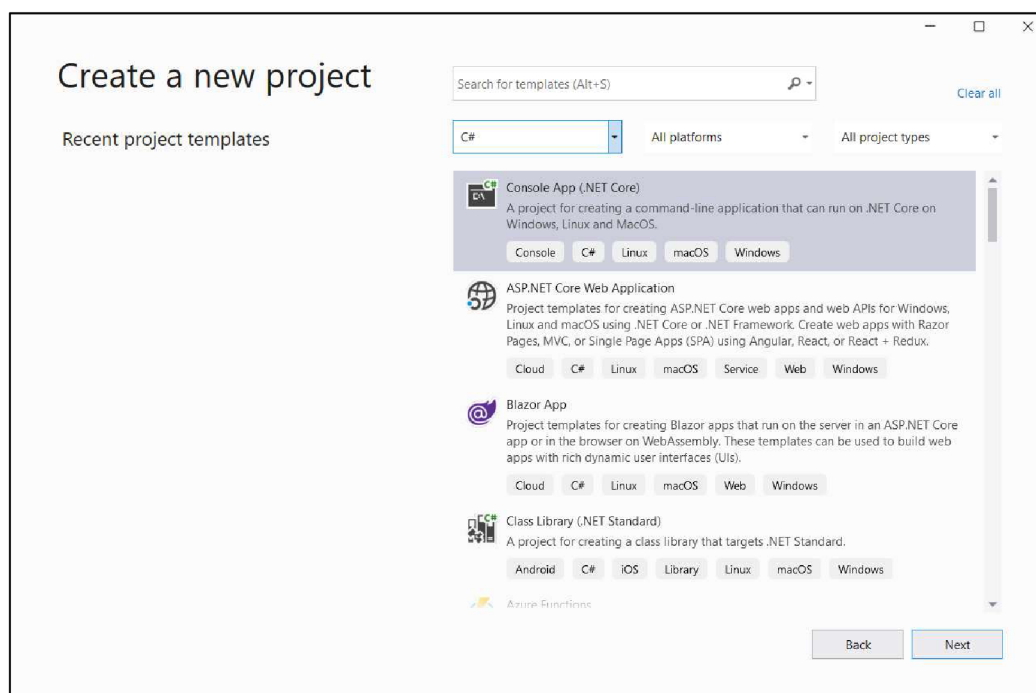 Create a new project
Search for templates (Alt+S)
Clear all
Recent project templates
C#
All platforms
All project types
Console App (.NET Core)
A project for creating a command-line application that can run on .NET Core on
Windows, Linux and MacOS.
Console C# Linux macOS Windows
ASP.NET Core Web Application
Project templates for creating ASP.NET Core web apps and web APIs for Windows,
Linux and macOS using .NET Core or .NET Framework. Create web apps with Razor
Pages, MVC, or Single Page Apps (SPA) using Angular, React, or React + Redux.
Cloud C# Linux macOS Service Web Windows
Blazor App
Project templates for creating Blazor apps that run on the server in an ASP.NET Core
app or in the browser on WebAssembly. These templates can be used to build web
apps with rich dynamic user interfaces (UIs).
Cloud C# Linux macOS Web Windows
Class Library (.NET Standard)
A project for creating a class library that targets .NET Standard.
Android C# iOS Library Linux macOS Windows
Azure Functions
Back Next